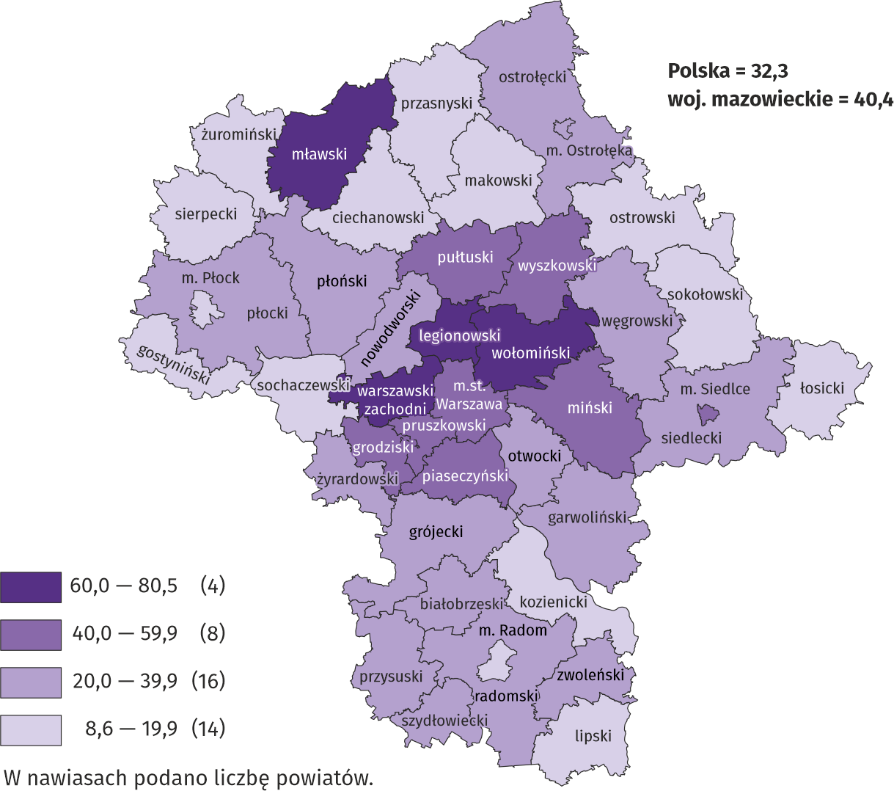 ostrołęcki
Polska = 32,3
woj. mazowieckie = 40,4
przasnyski
żuromiński
m. Ostrołęka
mławski
makowski
sierpecki
ciechanowski
ostrowski
pułtuski
wyszkowski
m. Płock
płoński
sokołowski
nowodworski
płocki
węgrowski
legionowski
wołomiński
gostyniński
sochaczewski
warszawski
zachodni
m.st.
Warszawa
m. Siedlce
łosicki
miński
pruszkowski
siedlecki
grodziski
otwocki
żyrardowski
piaseczyński
garwoliński
grójecki
60,0 — 80,5 (4)
białobrzeski
kozienicki
40,0 — 59,9 (8)
m. Radom
20,0 — 39,9 (16)
przysuski
zwoleński
radomski
szydłowiecki
8,6 — 19,9 (14)
lipski
W nawiasach podano liczbę powiatów.